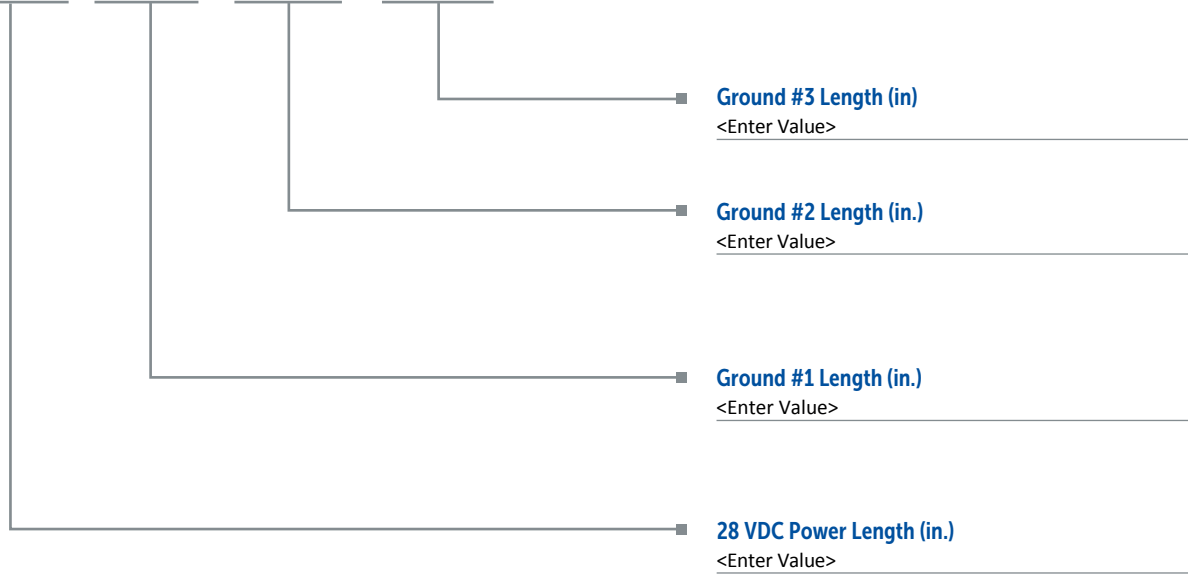 Ground #3 Length (in)
<Enter Value>
Ground #2 Length (in.)
<Enter Value>
Ground #1 Length (in.)
<Enter Value>
28 VDC Power Length (in.)
<Enter Value>